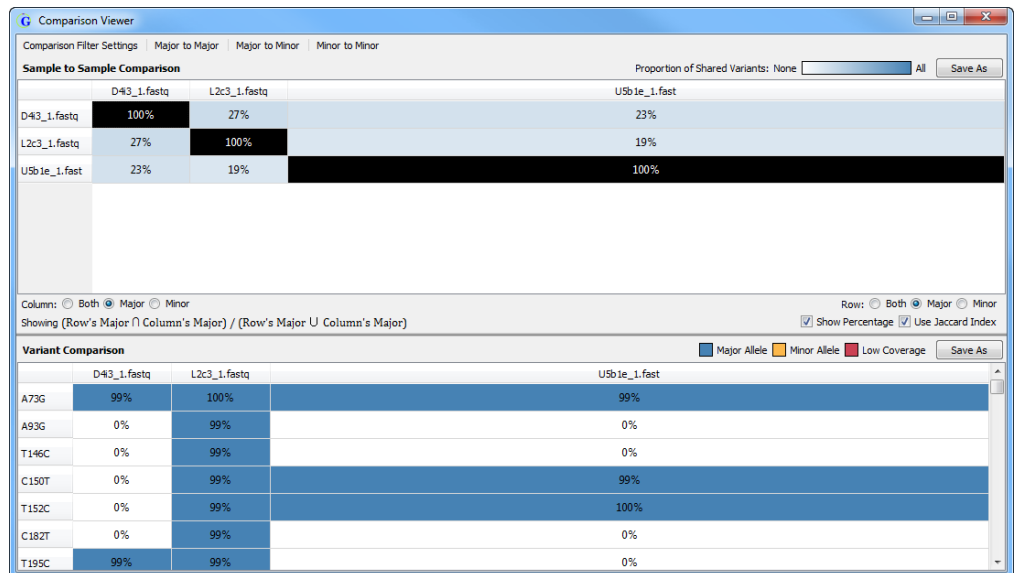 G Comparison Viewer
Comparison Filter Settings Major to Major Major to Minor Minor to Minor
Sample to Sample Comparison Proportion of Shared Variants: None All Save As
D4i3_1.fastq L2c3_1.fastq U5b1e_1.fast
D4i3_1.fastq 100% 27% 23%
L2c3_1.fastq 27% 100% 19%
U5b1e_1.fast 23% 19% 100%
Column: Both Major Minor Row: Both Major Minor
Showing (Row's Major ∩ Column's Major) / (Row's Major ∪ Column's Major) Show Percentage Use Jaccard Index
Variant Comparison Major Allele Minor Allele Low Coverage Save As
D4i3_1.fastq L2c3_1.fastq U5b1e_1.fast
A73G 99% 100% 99%
A93G 0% 99% 0%
T146C 0% 99% 0%
C150T 0% 99% 99%
T152C 0% 99% 100%
C182T 0% 99% 0%
T195C 99% 99% 0%